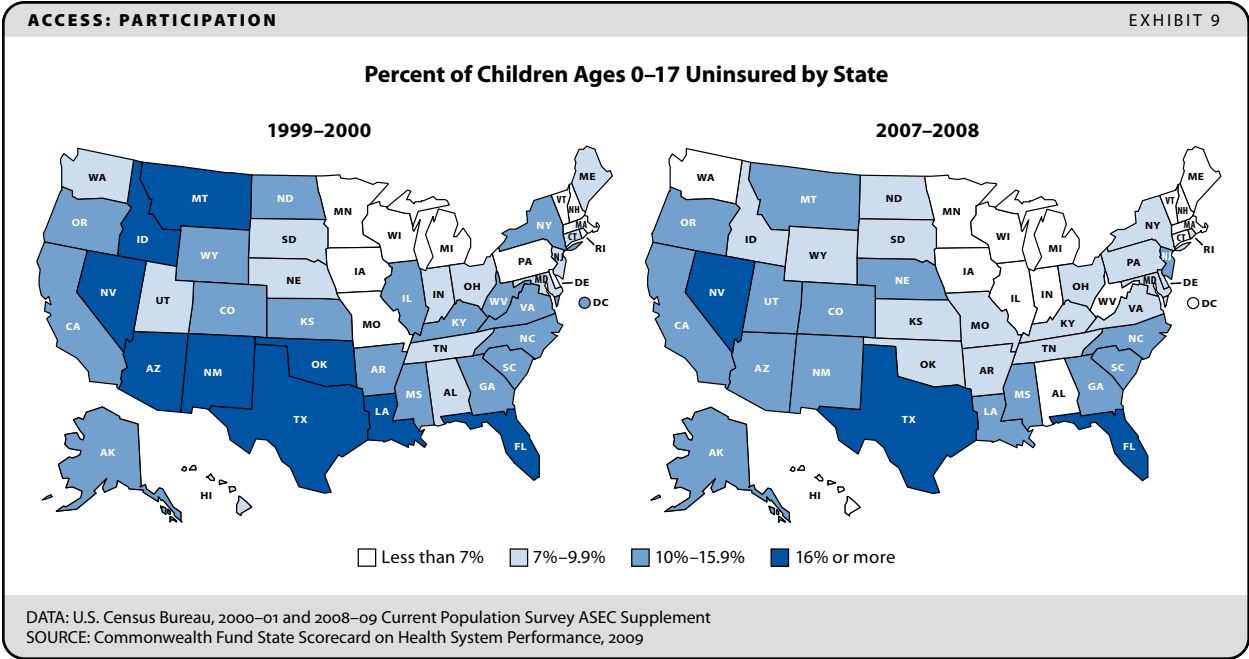 ACCESS: PARTICIPATION
EXHIBIT 9
Percent of Children Ages 0–17 Uninsured by State
1999–2000
WA
OR
CA
NV
ID
MT
WY
UT
AZ
CO
NM
ND
SD
NE
KS
OK
TX
MN
IA
MO
AR
LA
WI
IL
MI
IN
OH
KY
TN
MS
AL
GA
FL
SC
NC
VA
WV
PA
NY
VT
NH
ME
MA
CT
RI
NJ
DE
MD
DC
AK
HI
2007–2008
WA
OR
CA
NV
ID
MT
WY
UT
AZ
CO
NM
ND
SD
NE
KS
OK
TX
MN
IA
MO
AR
LA
WI
IL
MI
IN
OH
KY
TN
MS
AL
GA
FL
SC
NC
VA
WV
PA
NY
VT
NH
ME
MA
CT
RI
NJ
DE
MD
DC
AK
HI
Less than 7%
7%–9.9%
10%–15.9%
16% or more
DATA: U.S. Census Bureau, 2000–01 and 2008–09 Current Population Survey ASEC Supplement
SOURCE: Commonwealth Fund State Scorecard on Health System Performance, 2009